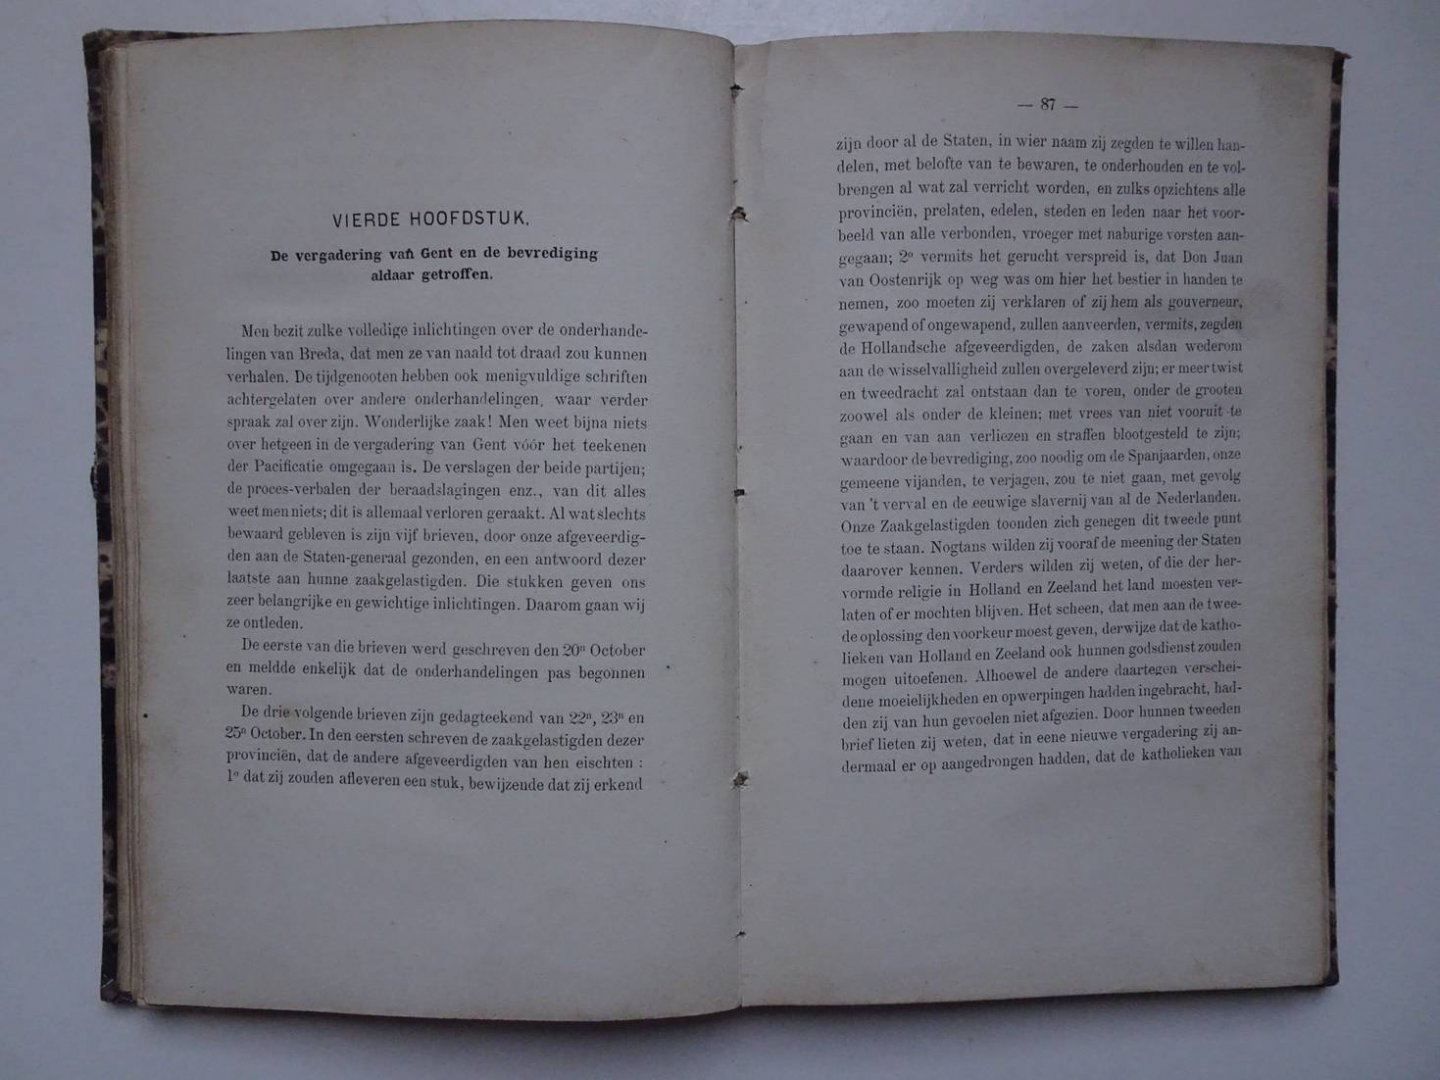 VIERDE HOOFDSTUK.
De vergadering van Gent en de bevrediging
aldaar getroffen.
Men bezit zulke volledige inlichtingen over de onderhande-
lingen van Breda, dat men ze van naald tot draad zou kunnen
verhalen. De tijdgenooten hebben ook menigvuldige schriften
achtergelaten over andere onderhandelingen, waar verder
spraak zal over zijn. Wonderlijke zaak! Men weet bijna niets
over hetgeen in de vergadering van Gent vóór het teekenen
der Pacificatie omgegaan is. De verslagen der beide partijen;
de proces-verbalen der beraadslagingen enz., van dit alles
weet men niets; dit is allemaal verloren geraakt. Al wat slechts
bewaard gebleven is zijn vijf brieven, door onze afgeveerdig-
den aan de Staten-generaal gezonden, en een antwoord dezer
laatste aan hunne zaakgelastigden. Die stukken geven ons
zeer belangrijke en gewichtige inlichtingen. Daarom gaan wij
ze ontleden.
De eerste van die brieven werd geschreven den 20ⁿ October
en meldde enkelijk dat de onderhandelingen pas begonnen
waren.
De drie volgende brieven zijn gedagteekend van 22ⁿ, 23ⁿ en
25ⁿ October. In den eersten schreven de zaakgelastigden dezer
provinciën, dat de andere afgeveerdigden van hen eischten :
1º dat zij zouden afleveren een stuk, bewijzende dat zij erkend
— 87 —
zijn door al de Staten, in wier naam zij zegden te willen han-
delen, met belofte van te bewaren, te onderhouden en te vol-
brengen al wat zal verricht worden, en zulks opzichtens alle
provinciën, prelaten, edelen, steden en leden naar het voor-
beeld van alle verbonden, vroeger met naburige vorsten aan-
gegaan; 2º vermits het gerucht verspreid is, dat Don Juan
van Oostenrijk op weg was om hier het bestier in handen te
nemen, zoo moeten zij verklaren of zij hem als gouverneur,
gewapend of ongewapend, zullen aanveerden, vermits, zegden
de Hollandsche afgeveerdigden, de zaken alsdan wederom
aan de wisselvalligheid zullen overgeleverd zijn; er meer twist
en tweedracht zal ontstaan dan te voren, onder de grooten
zoowel als onder de kleinen; met vrees van niet vooruit te
gaan en van aan verliezen en straffen blootgesteld te zijn;
waardoor de bevrediging, zoo noodig om de Spanjaarden, onze
gemeene vijanden, te verjagen, zou te niet gaan, met gevolg
van 't verval en de eeuwige slavernij van al de Nederlanden.
Onze Zaakgelastigden toonden zich genegen dit tweede punt
toe te staan. Nogtans wilden zij vooraf de meening der Staten
daarover kennen. Verders wilden zij weten, of die der her-
vormde religie in Holland en Zeeland het land moesten ver-
laten of er mochten blijven. Het scheen, dat men aan de twee-
de oplossing den voorkeur moest geven, derwijze dat de katho-
lieken van Holland en Zeeland ook hunnen godsdienst zouden
mogen uitoefenen. Alhoewel de andere daartegen verschei-
dene moeielijkheden en opwerpingen hadden ingebracht, had-
den zij van hun gevoelen niet afgezien. Door hunnen tweeden
brief lieten zij weten, dat in eene nieuwe vergadering zij an-
dermaal er op aangedrongen hadden, dat de katholieken van